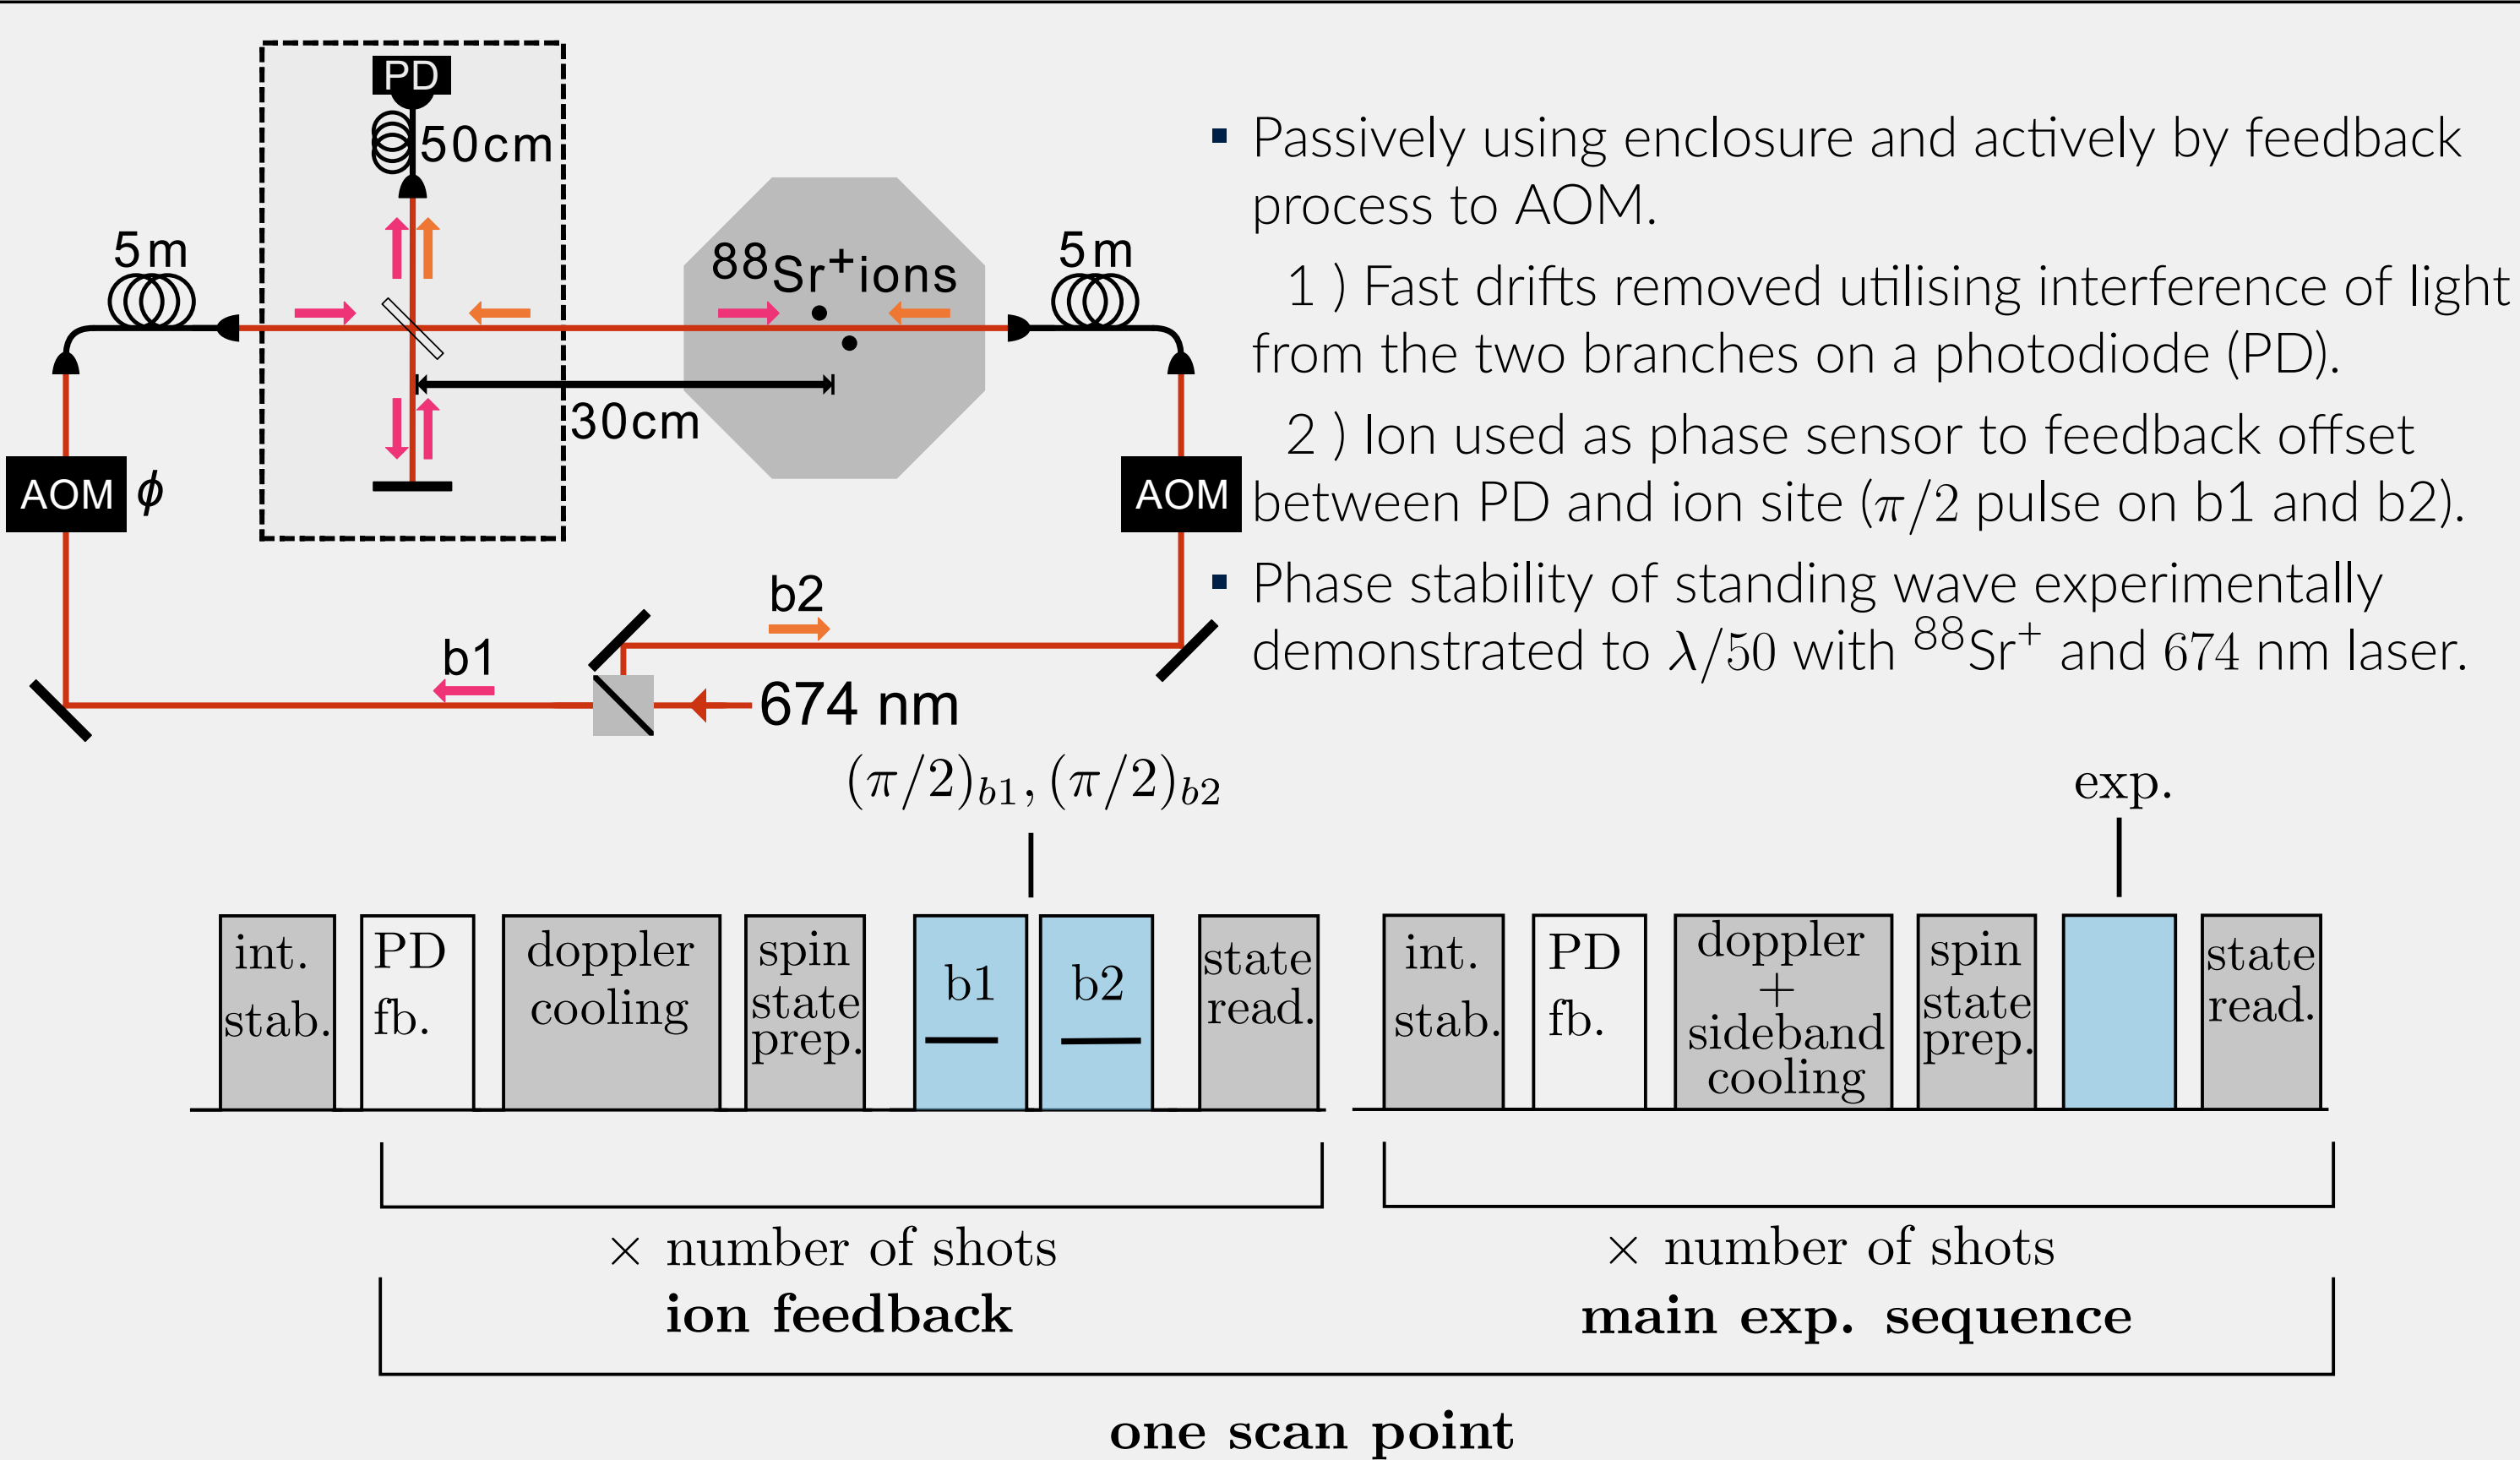 PD
50cm
5m
88Sr+ions
5m
30cm
AOM ϕ
AOM
b2
b1
674 nm
▪ Passively using enclosure and actively by feedback
process to AOM.
1 ) Fast drifts removed utilising interference of light
from the two branches on a photodiode (PD).
2 ) Ion used as phase sensor to feedback offset
between PD and ion site (π/2 pulse on b1 and b2).
▪ Phase stability of standing wave experimentally
demonstrated to λ/50 with ⁸⁸Sr⁺ and 674 nm laser.
(π/2)b1, (π/2)b2
exp.
int.
stab.
PD
fb.
doppler
cooling
spin
state
prep.
b1
b2
state
read.
int.
stab.
PD
fb.
doppler
+
sideband
cooling
spin
state
prep.
state
read.
× number of shots
ion feedback
× number of shots
main exp. sequence
one scan point